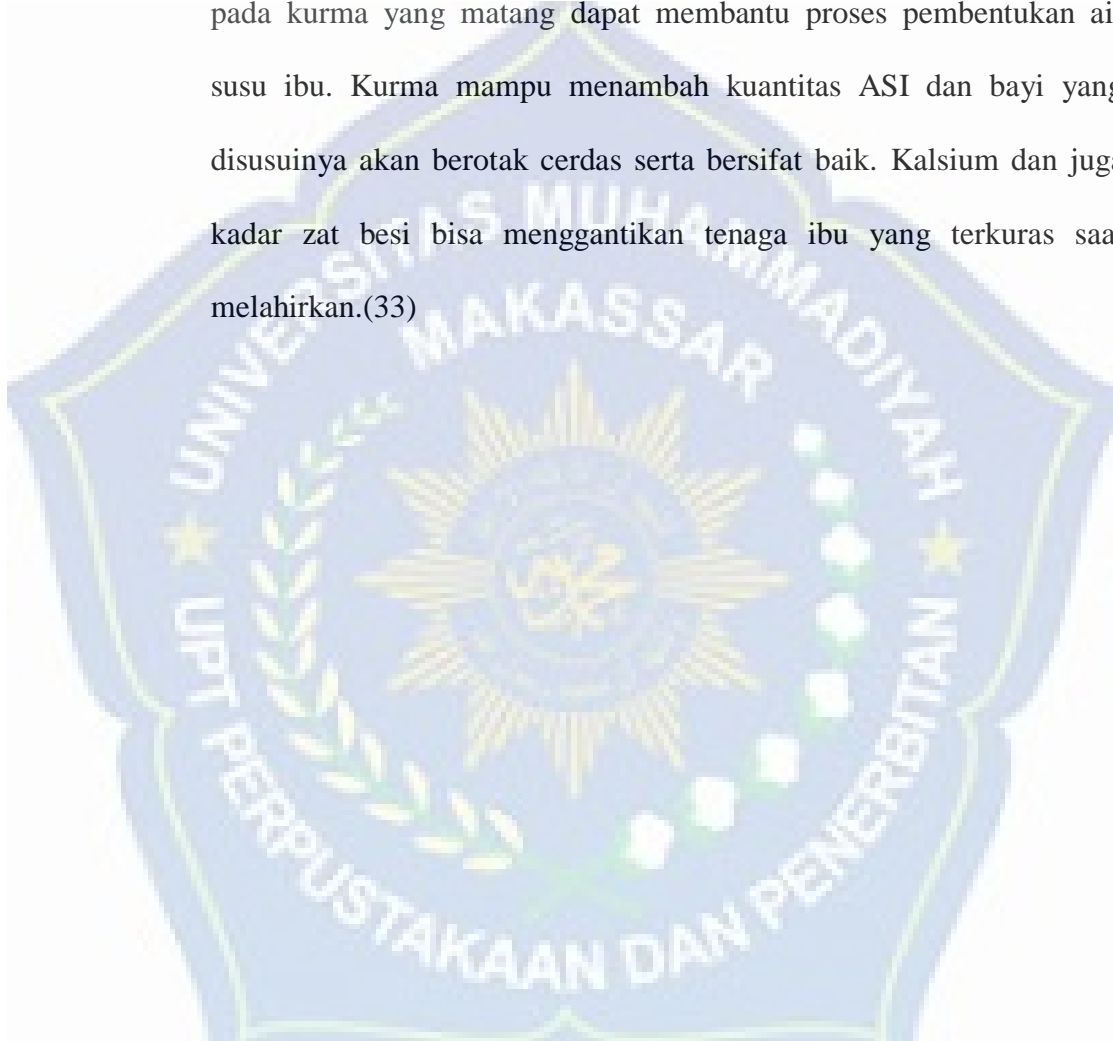 pada kurma yang matang dapat membantu proses pembentukan ai
susu ibu. Kurma mampu menambah kuantitas ASI dan bayi yang
disusuinya akan berotak cerdas serta bersifat baik. Kalsium dan juga
kadar zat besi bisa menggantikan tenaga ibu yang terkuras saa
melahirkan.(33)
UNIVERSITAS MUHAMMADIYAH
MAKASSAR
UPT PERPUSTAKAAN DAN PENERBITAN